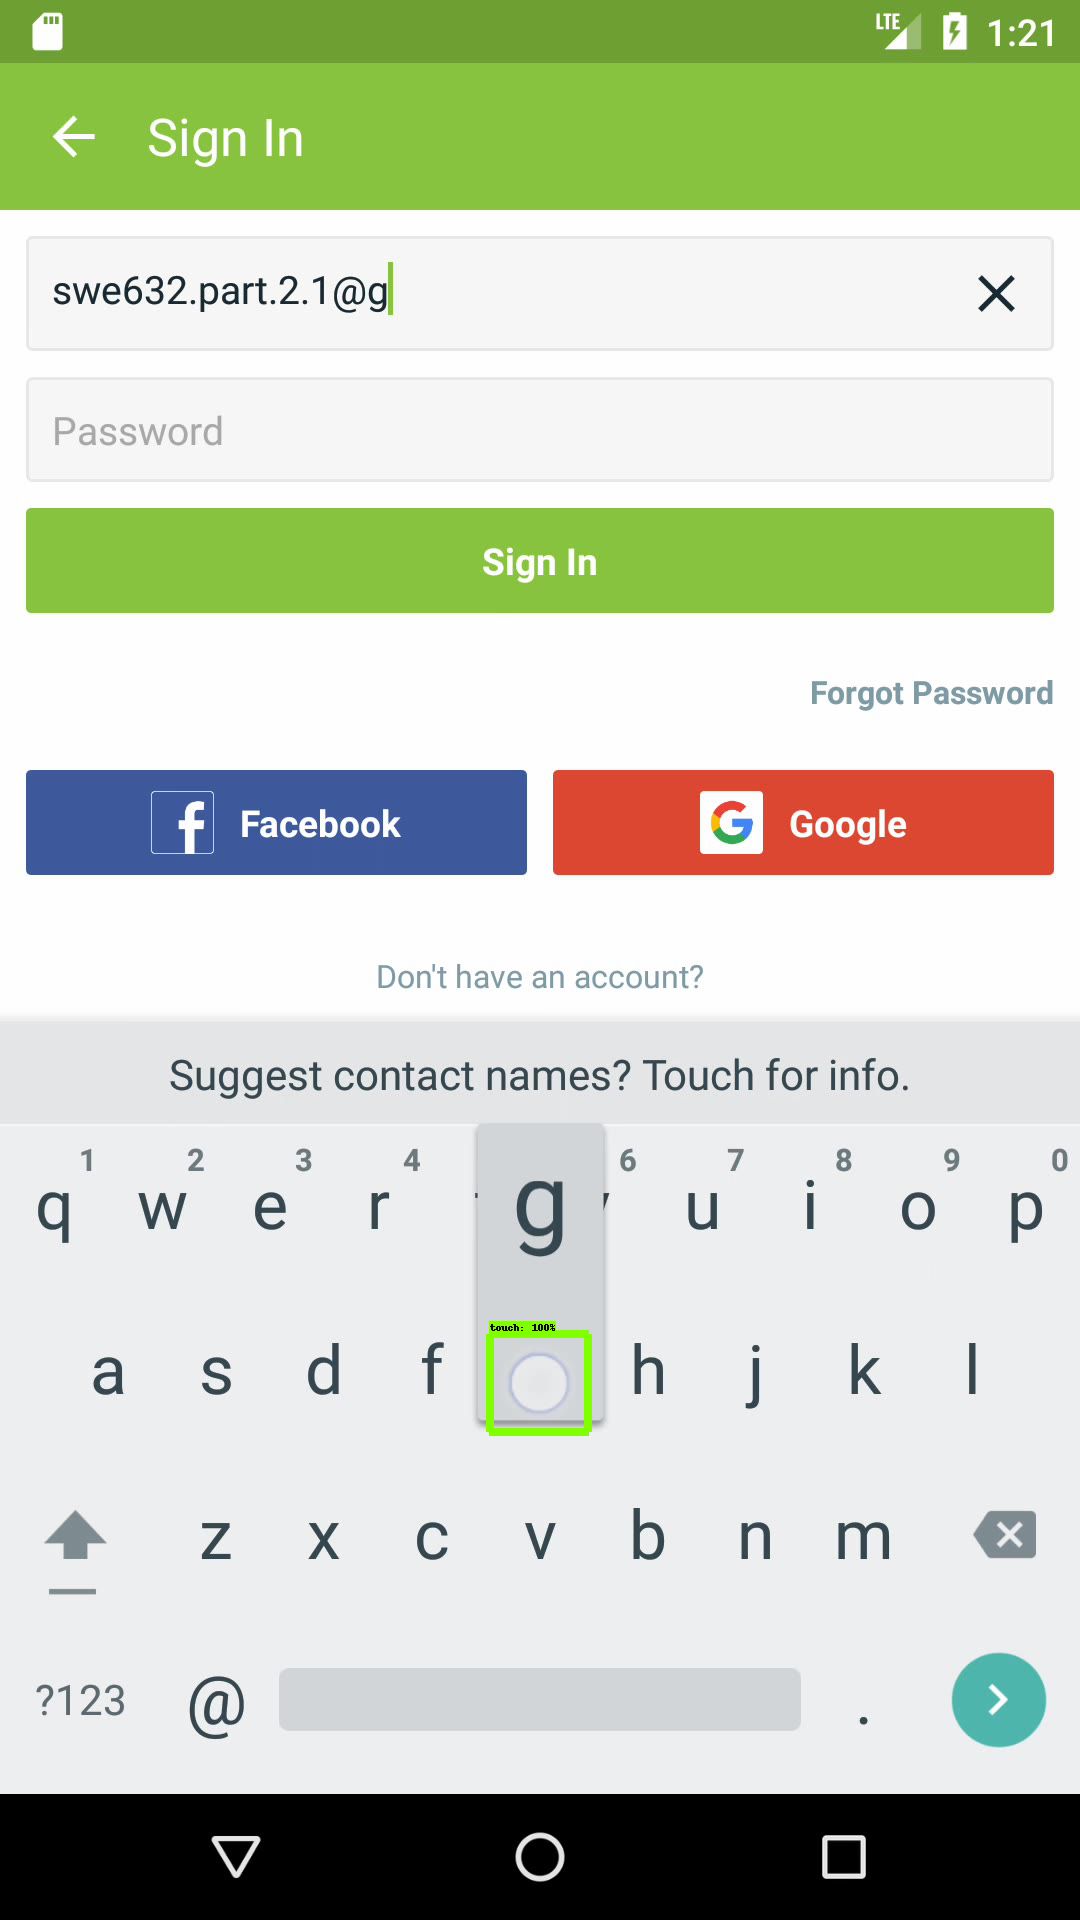 LTE 1:21
Sign In
swe632.part.2.1@g
Password
Sign In
Forgot Password
Facebook
Google
Don't have an account?
Suggest contact names? Touch for info.
1 2 3 4 6 7 8 9 0
q w e r g u i o p
touch: 100%
a s d f h j k l
z x c v b n m
?123 @ .